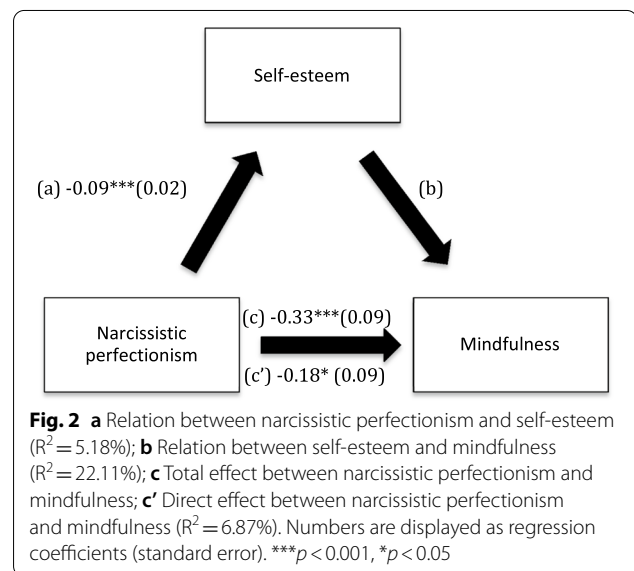 Self-esteem
(a) -0.09***(0.02)
(b)
Narcissistic
perfectionism
(c) -0.33***(0.09)
(c') -0.18* (0.09)
Mindfulness
Fig. 2 a Relation between narcissistic perfectionism and self-esteem
(R² = 5.18%); b Relation between self-esteem and mindfulness
(R² = 22.11%); c Total effect between narcissistic perfectionism and
mindfulness; c’ Direct effect between narcissistic perfectionism
and mindfulness (R² = 6.87%). Numbers are displayed as regression
coefficients (standard error). ***p < 0.001, *p < 0.05